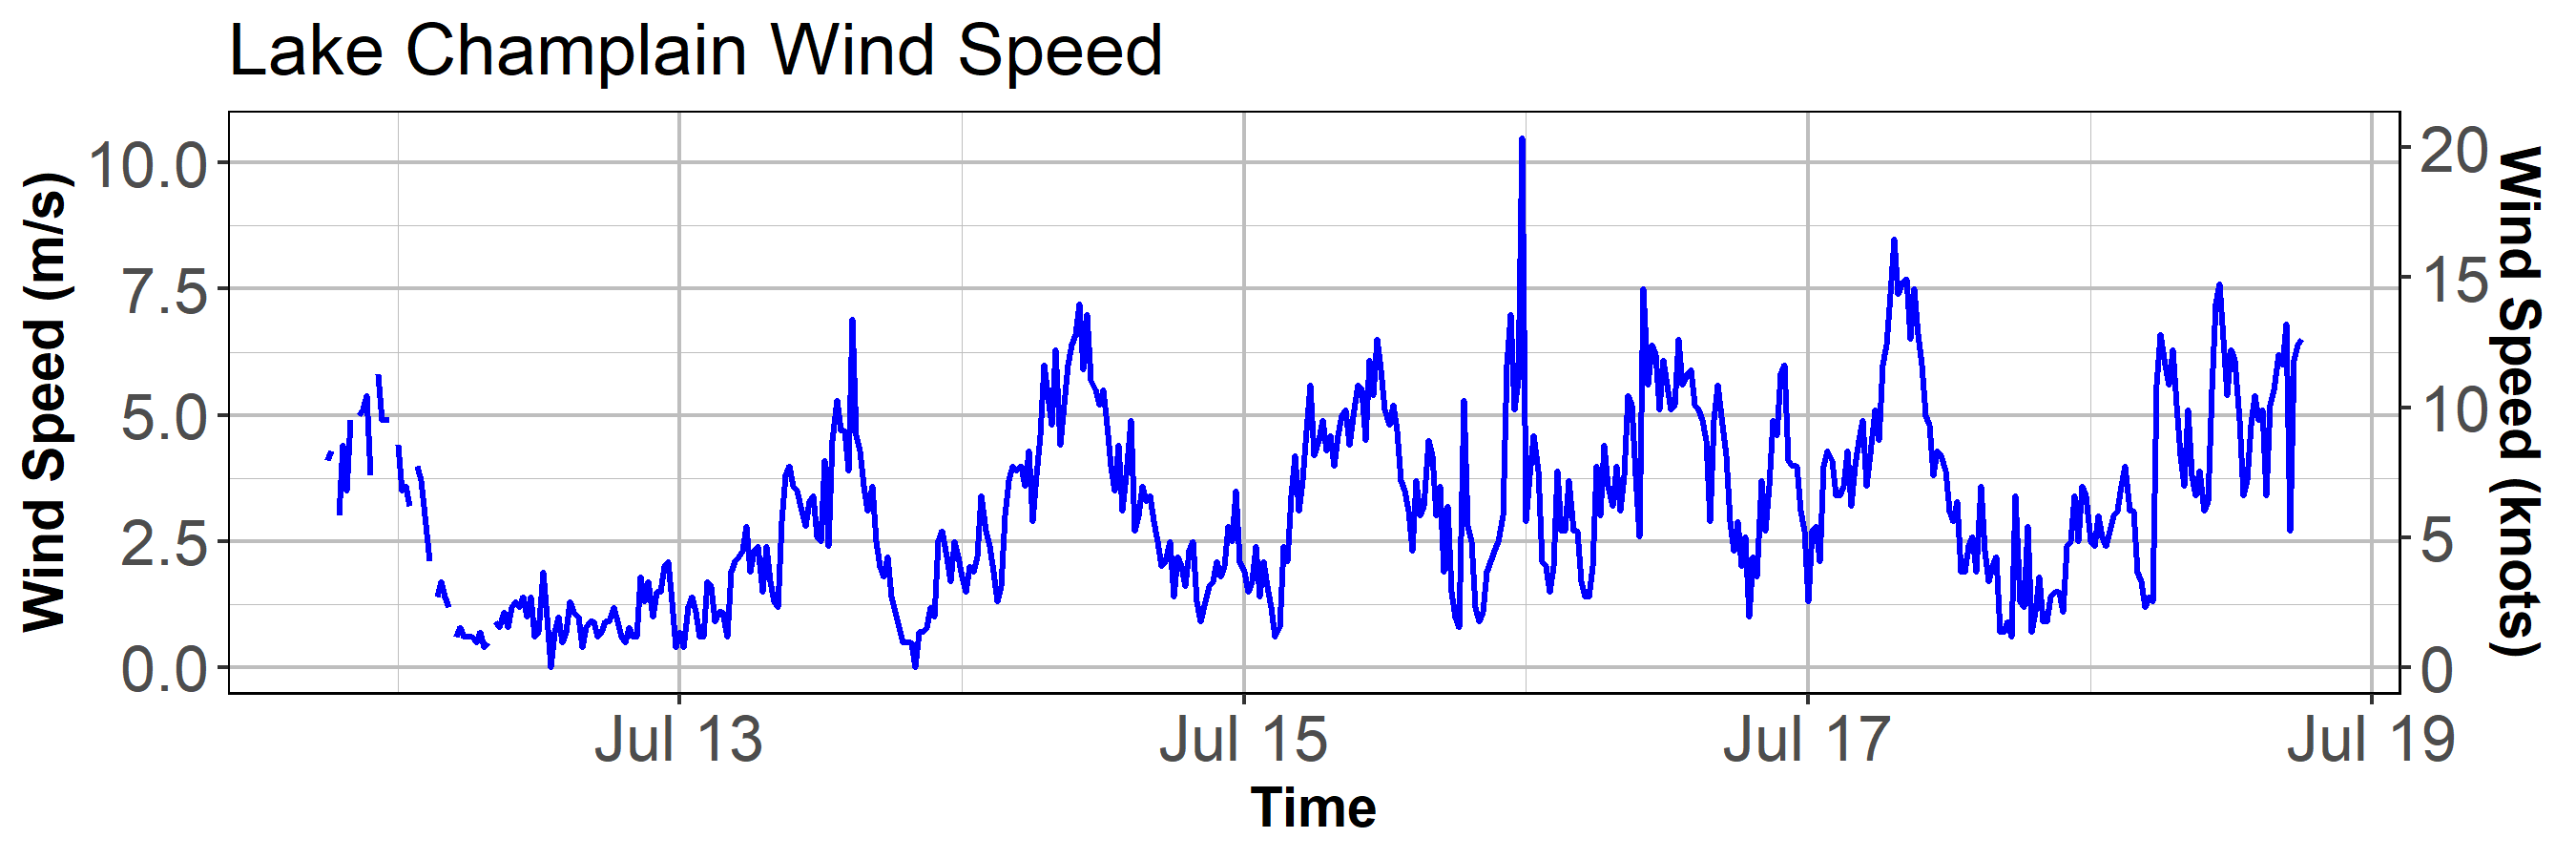 Lake Champlain Wind Speed
Wind Speed (m/s)
10.0
7.5
5.0
2.5
0.0
20
15
10
5
0
Wind Speed (knots)
Jul 13
Jul 15
Jul 17
Jul 19
Time